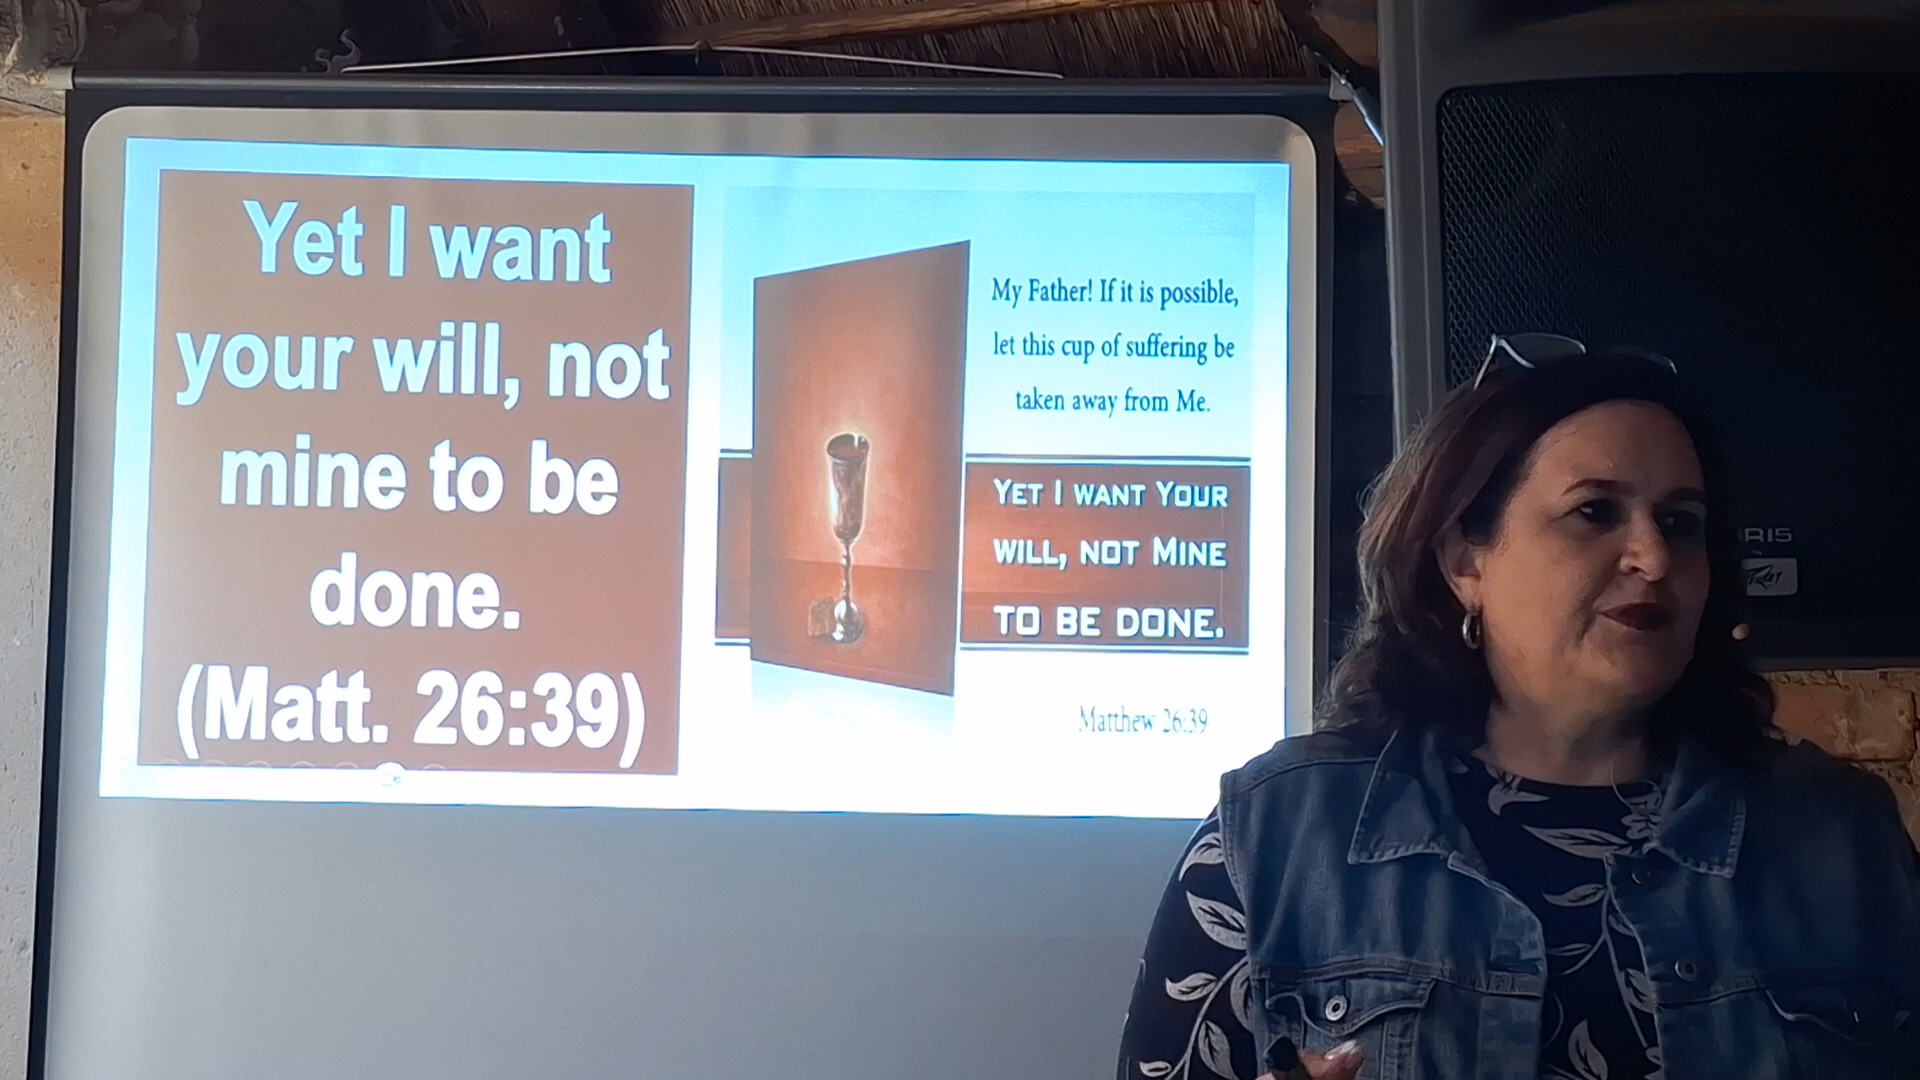 Yet I want
your will, not
mine to be
done.
(Matt. 26:39)
My Father! If it is possible,
let this cup of suffering be
taken away from Me.
YET I WANT YOUR
WILL, NOT MINE
TO BE DONE.
Matthew 26:39
R15
PEAVEY